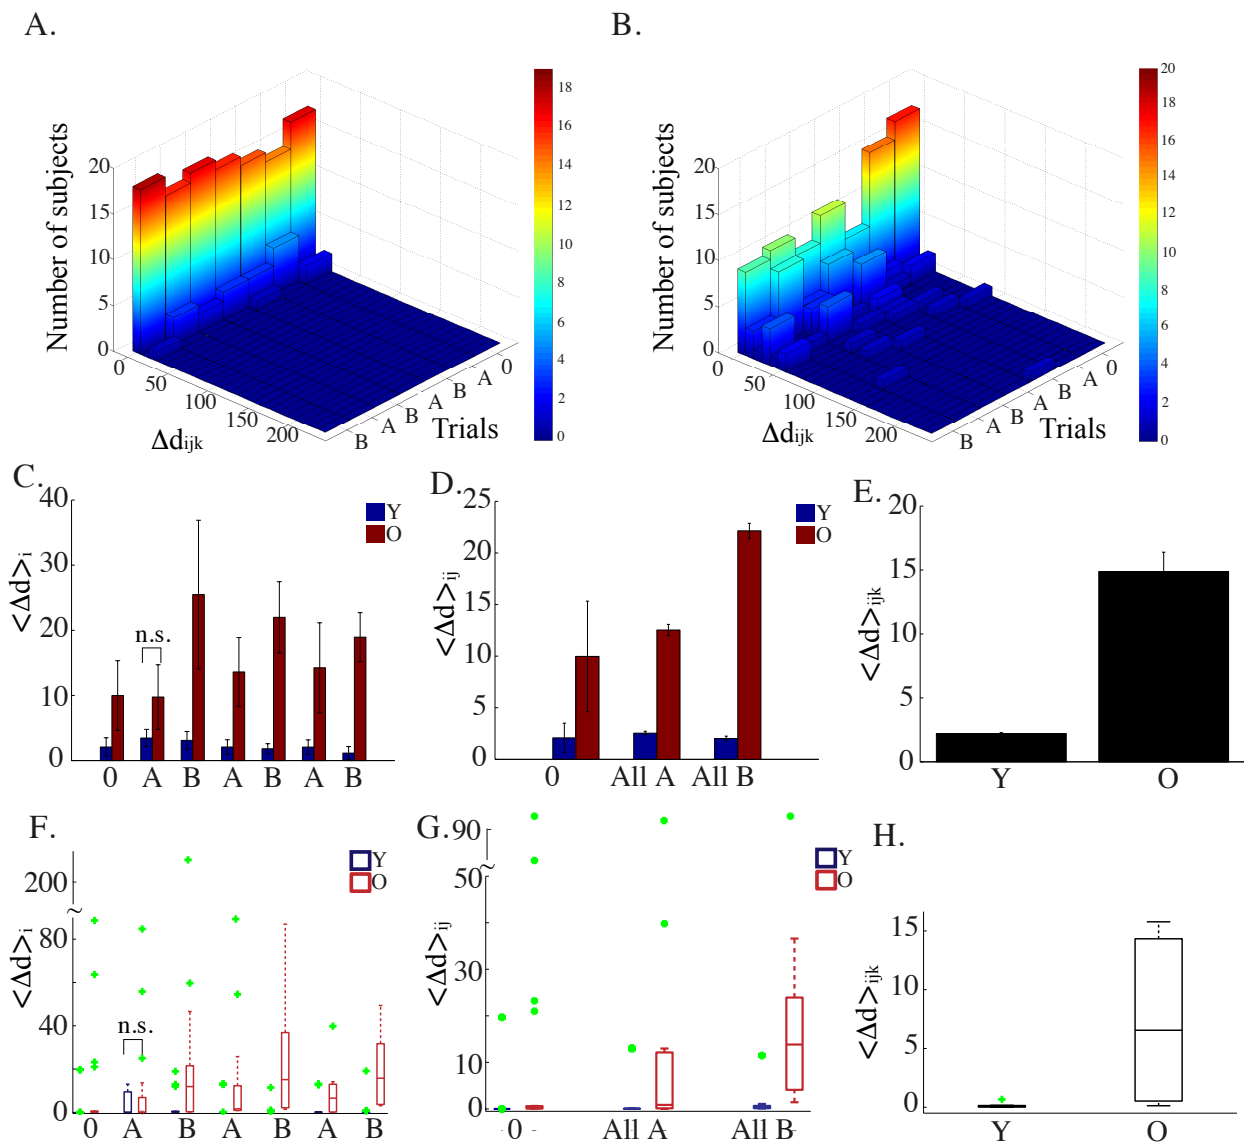 A.
Number of subjects
20
15
10
5
0
0
50
100
150
200
Δdijk
B
A
B
B
A
B
A
0
Trials
18
16
14
12
10
8
6
4
2
0
B.
Number of subjects
20
15
10
5
0
0
50
100
150
200
Δdijk
B
A
B
A
B
A
0
Trials
20
18
16
14
12
10
8
6
4
2
0
C.
<Δd>i
40
30
20
10
0
n.s.
Y
O
0 A B A B A B
D.
<Δd>ij
25
20
15
10
5
0
Y
O
0 All A All B
E.
<Δd>ijk
20
15
10
5
0
Y O
F.
<Δd>i
200
~
80
40
0
n.s.
Y
O
0 A B A B A B
G.
<Δd>ij
90
~
50
30
10
0
Y
O
0 All A All B
H.
<Δd>ijk
15
10
5
0
Y O